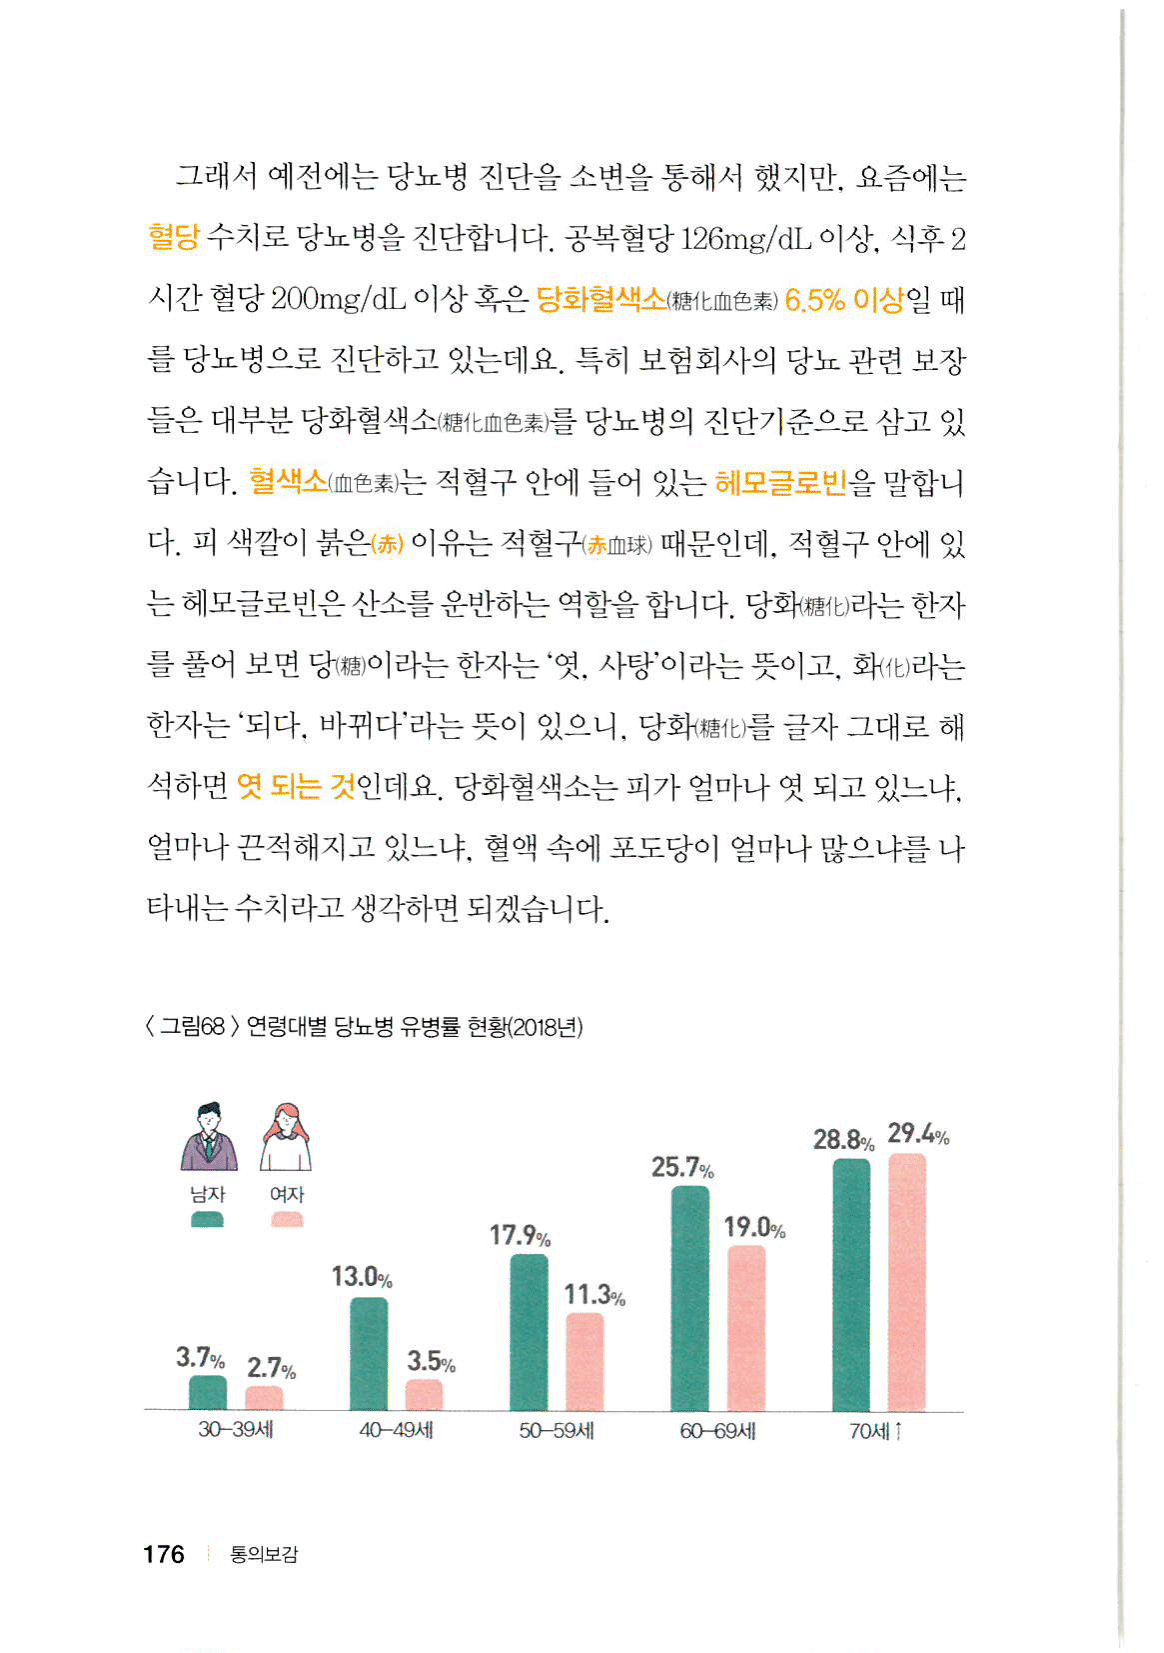 그래서 예전에는 당뇨병 진단을 소변을 통해서 했지만, 요즘에는
혈당 수치로 당뇨병을 진단합니다. 공복혈당 126mg/dL 이상, 식후 2
시간 혈당 200mg/dL 이상 혹은 당화혈색소(糖化血色素) 6.5% 이상일 때
를 당뇨병으로 진단하고 있는데요. 특히 보험회사의 당뇨 관련 보장
들은 대부분 당화혈색소(糖化血色素)를 당뇨병의 진단기준으로 삼고 있
습니다. 혈색소(血色素)는 적혈구 안에 들어 있는 헤모글로빈을 말합니
다. 피 색깔이 붉은(赤) 이유는 적혈구(赤血球) 때문인데, 적혈구 안에 있
는 헤모글로빈은 산소를 운반하는 역할을 합니다. 당화(糖化)라는 한자
를 풀어 보면 당(糖)이라는 한자는 ‘엿, 사탕’이라는 뜻이고, 화(化)라는
한자는 ‘되다, 바뀌다’라는 뜻이 있으니, 당화(糖化)를 글자 그대로 해
석하면 엿 되는 것인데요. 당화혈색소는 피가 얼마나 엿 되고 있느냐,
얼마나 끈적해지고 있느냐, 혈액 속에 포도당이 얼마나 많으냐를 나
타내는 수치라고 생각하면 되겠습니다.
〈그림68〉 연령대별 당뇨병 유병률 현황(2018년)
남자 여자
3.7% 2.7%
13.0% 3.5%
17.9% 11.3%
25.7% 19.0%
28.8% 29.4%
30–39세 40–49세 50–59세 60–69세 70세↑
176 통의보감